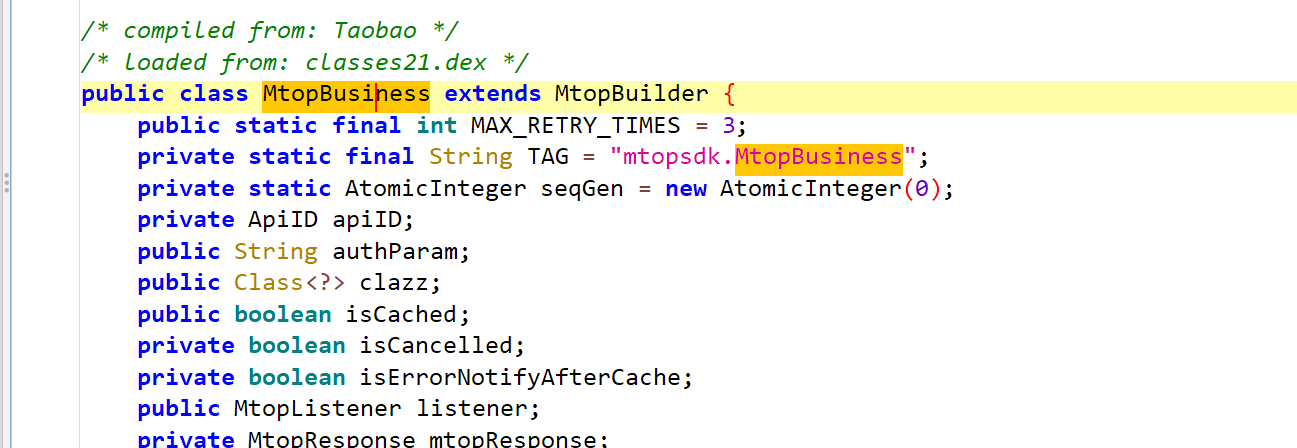 /* compiled from: Taobao */
/* loaded from: classes21.dex */
public class MtopBusiness extends MtopBuilder {
public static final int MAX_RETRY_TIMES = 3;
private static final String TAG = "mtopsdk.MtopBusiness";
private static AtomicInteger seqGen = new AtomicInteger(0);
private ApiID apiID;
public String authParam;
public Class<?> clazz;
public boolean isCached;
private boolean isCancelled;
private boolean isErrorNotifyAfterCache;
public MtopListener listener;
private MtopResponse mtopResponse;